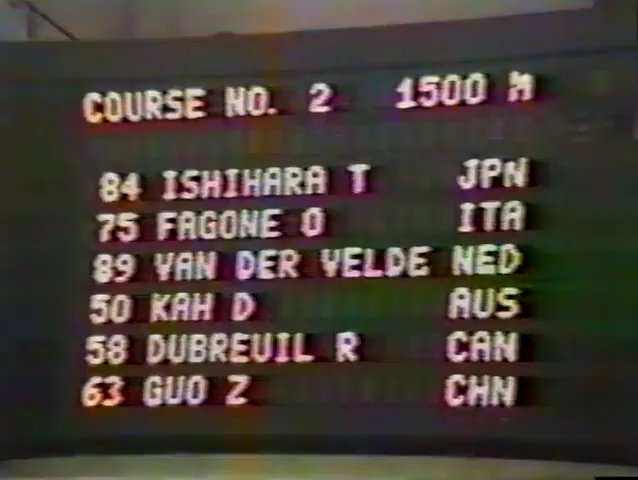 COURSE NO. 2 1500 M
84 ISHIHARA T JPN
75 FAGONE O ITA
89 VAN DER VELDE NED
50 KAH D AUS
58 DUBREUIL R CAN
63 GUO Z CHN